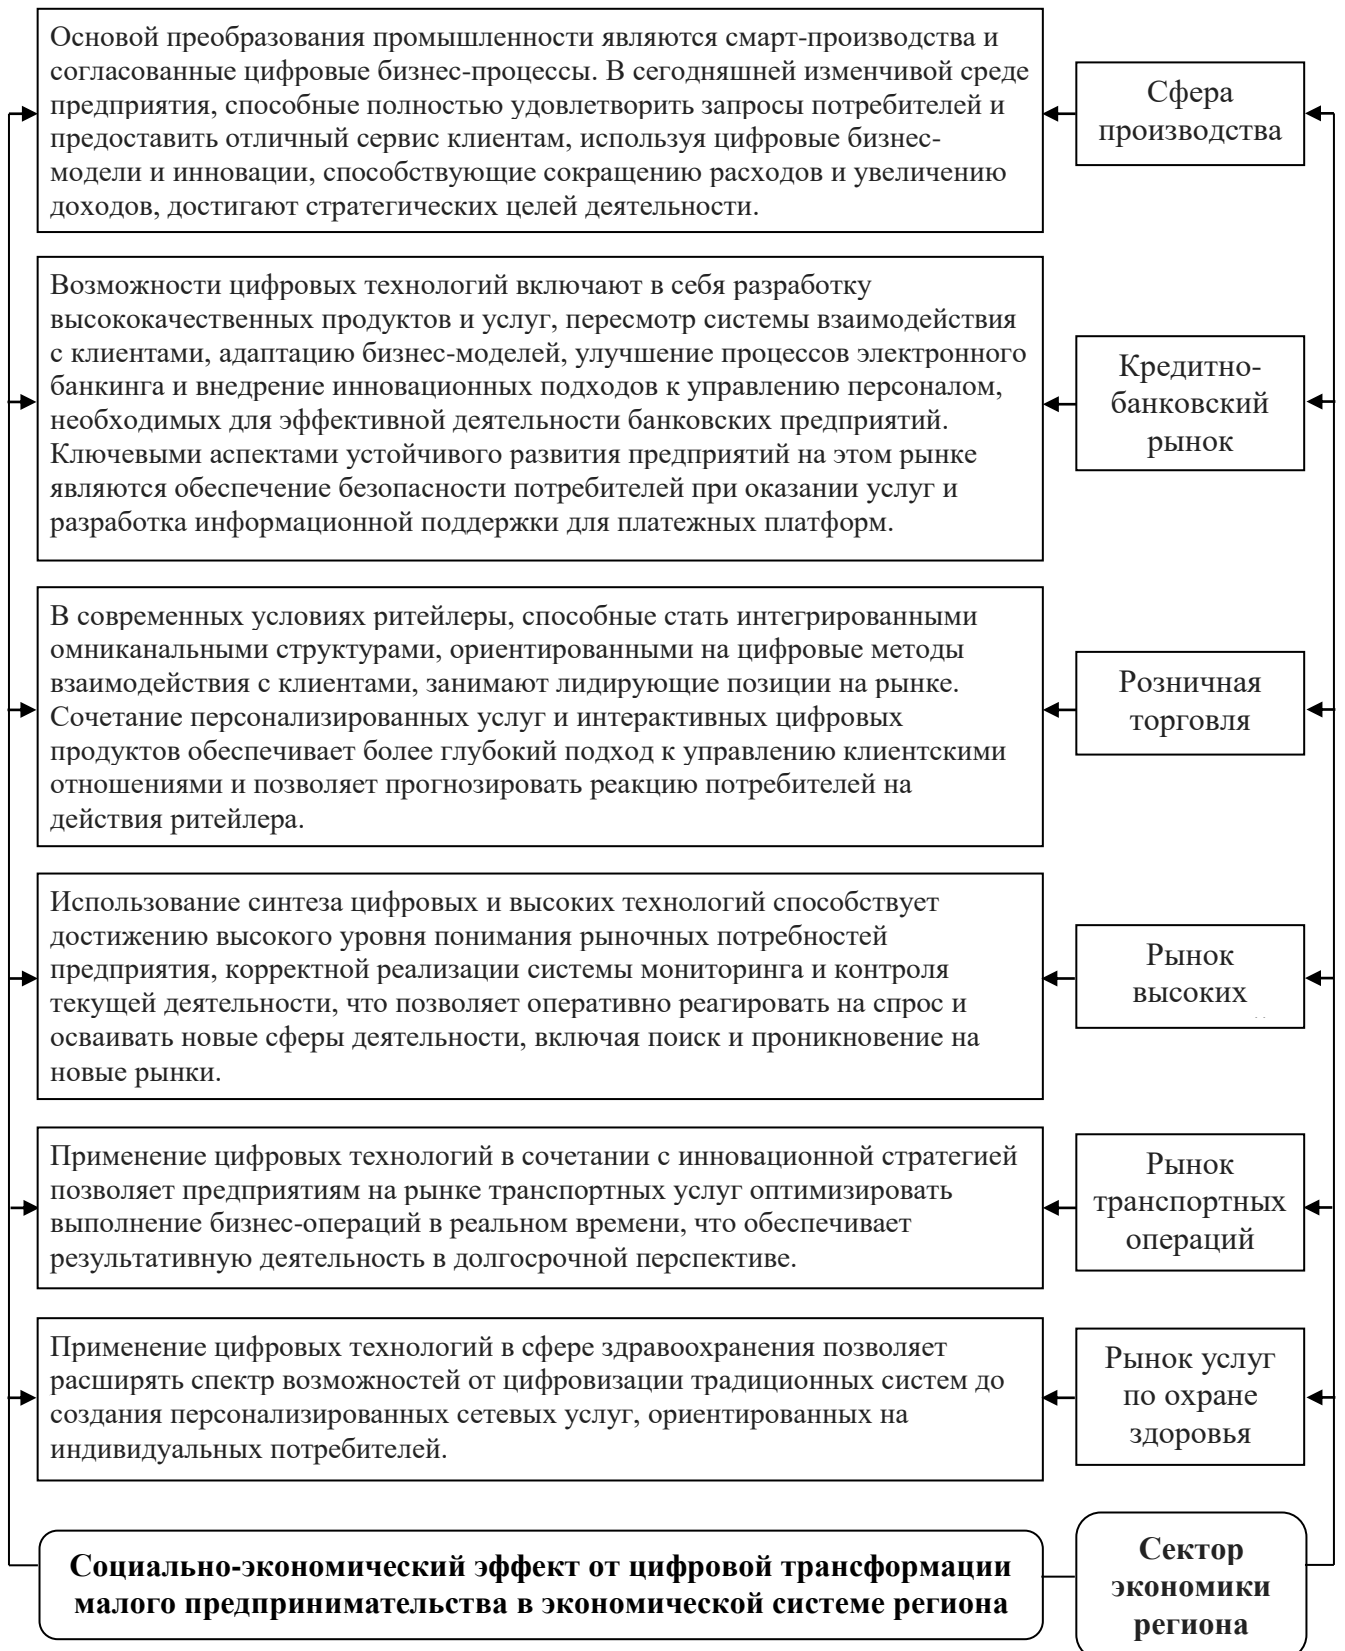 Основой преобразования промышленности являются смарт-производства и
согласованные цифровые бизнес-процессы. В сегодняшней изменчивой среде
предприятия, способные полностью удовлетворить запросы потребителей и
предоставить отличный сервис клиентам, используя цифровые бизнес-
модели и инновации, способствующие сокращению расходов и увеличению
доходов, достигают стратегических целей деятельности.
Сфера
производства
Возможности цифровых технологий включают в себя разработку
высококачественных продуктов и услуг, пересмотр системы взаимодействия
с клиентами, адаптацию бизнес-моделей, улучшение процессов электронного
банкинга и внедрение инновационных подходов к управлению персоналом,
необходимых для эффективной деятельности банковских предприятий.
Ключевыми аспектами устойчивого развития предприятий на этом рынке
являются обеспечение безопасности потребителей при оказании услуг и
разработка информационной поддержки для платежных платформ.
Кредитно-
банковский
рынок
В современных условиях ритейлеры, способные стать интегрированными
омниканальными структурами, ориентированными на цифровые методы
взаимодействия с клиентами, занимают лидирующие позиции на рынке.
Сочетание персонализированных услуг и интерактивных цифровых
продуктов обеспечивает более глубокий подход к управлению клиентскими
отношениями и позволяет прогнозировать реакцию потребителей на
действия ритейлера.
Розничная
торговля
Использование синтеза цифровых и высоких технологий способствует
достижению высокого уровня понимания рыночных потребностей
предприятия, корректной реализации системы мониторинга и контроля
текущей деятельности, что позволяет оперативно реагировать на спрос и
осваивать новые сферы деятельности, включая поиск и проникновение на
новые рынки.
Рынок
высоких
Применение цифровых технологий в сочетании с инновационной стратегией
позволяет предприятиям на рынке транспортных услуг оптимизировать
выполнение бизнес-операций в реальном времени, что обеспечивает
результативную деятельность в долгосрочной перспективе.
Рынок
транспортных
операций
Применение цифровых технологий в сфере здравоохранения позволяет
расширять спектр возможностей от цифровизации традиционных систем до
создания персонализированных сетевых услуг, ориентированных на
индивидуальных потребителей.
Рынок услуг
по охране
здоровья
Социально-экономический эффект от цифровой трансформации
малого предпринимательства в экономической системе региона
Сектор
экономики
региона